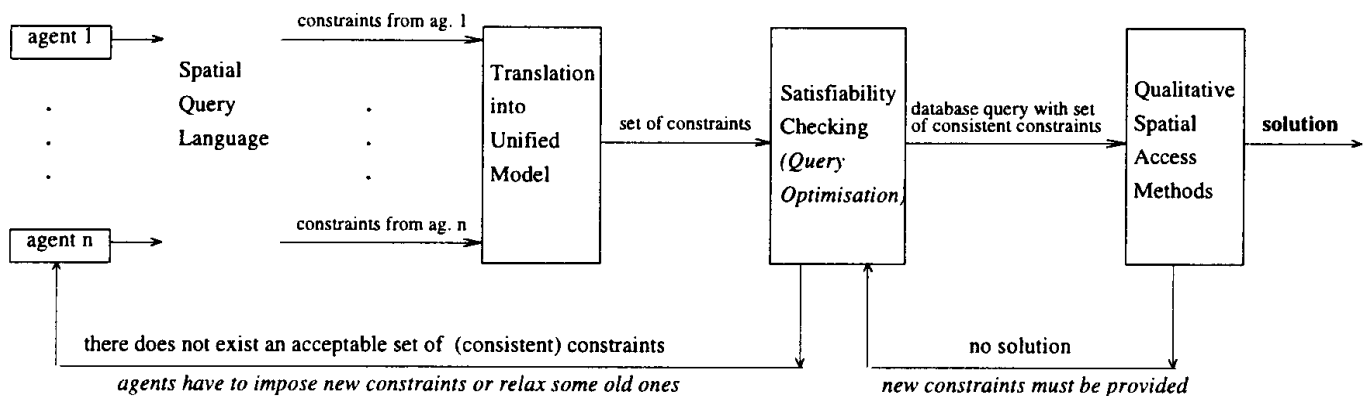 agent 1
.
.
.
agent n
Spatial
Query
Language
constraints from ag. 1
.
.
.
constraints from ag. n
Translation
into
Unified
Model
set of constraints
Satisfiability
Checking
(Query
Optimisation)
database query with set
of consistent constraints
Qualitative
Spatial
Access
Methods
solution
there does not exist an acceptable set of (consistent) constraints
agents have to impose new constraints or relax some old ones
no solution
new constraints must be provided